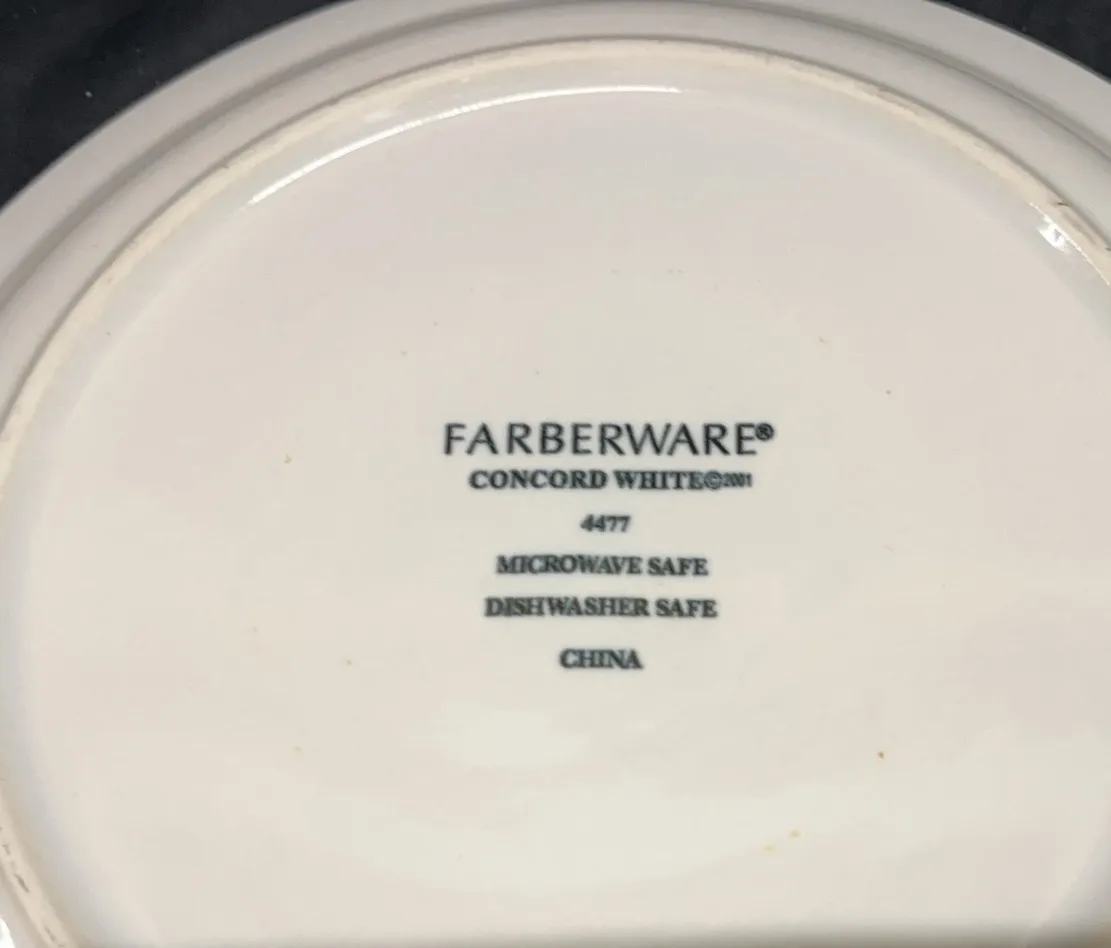 FARBERWARE®
CONCORD WHITE©2001
4477
MICROWAVE SAFE
DISHWASHER SAFE
CHINA